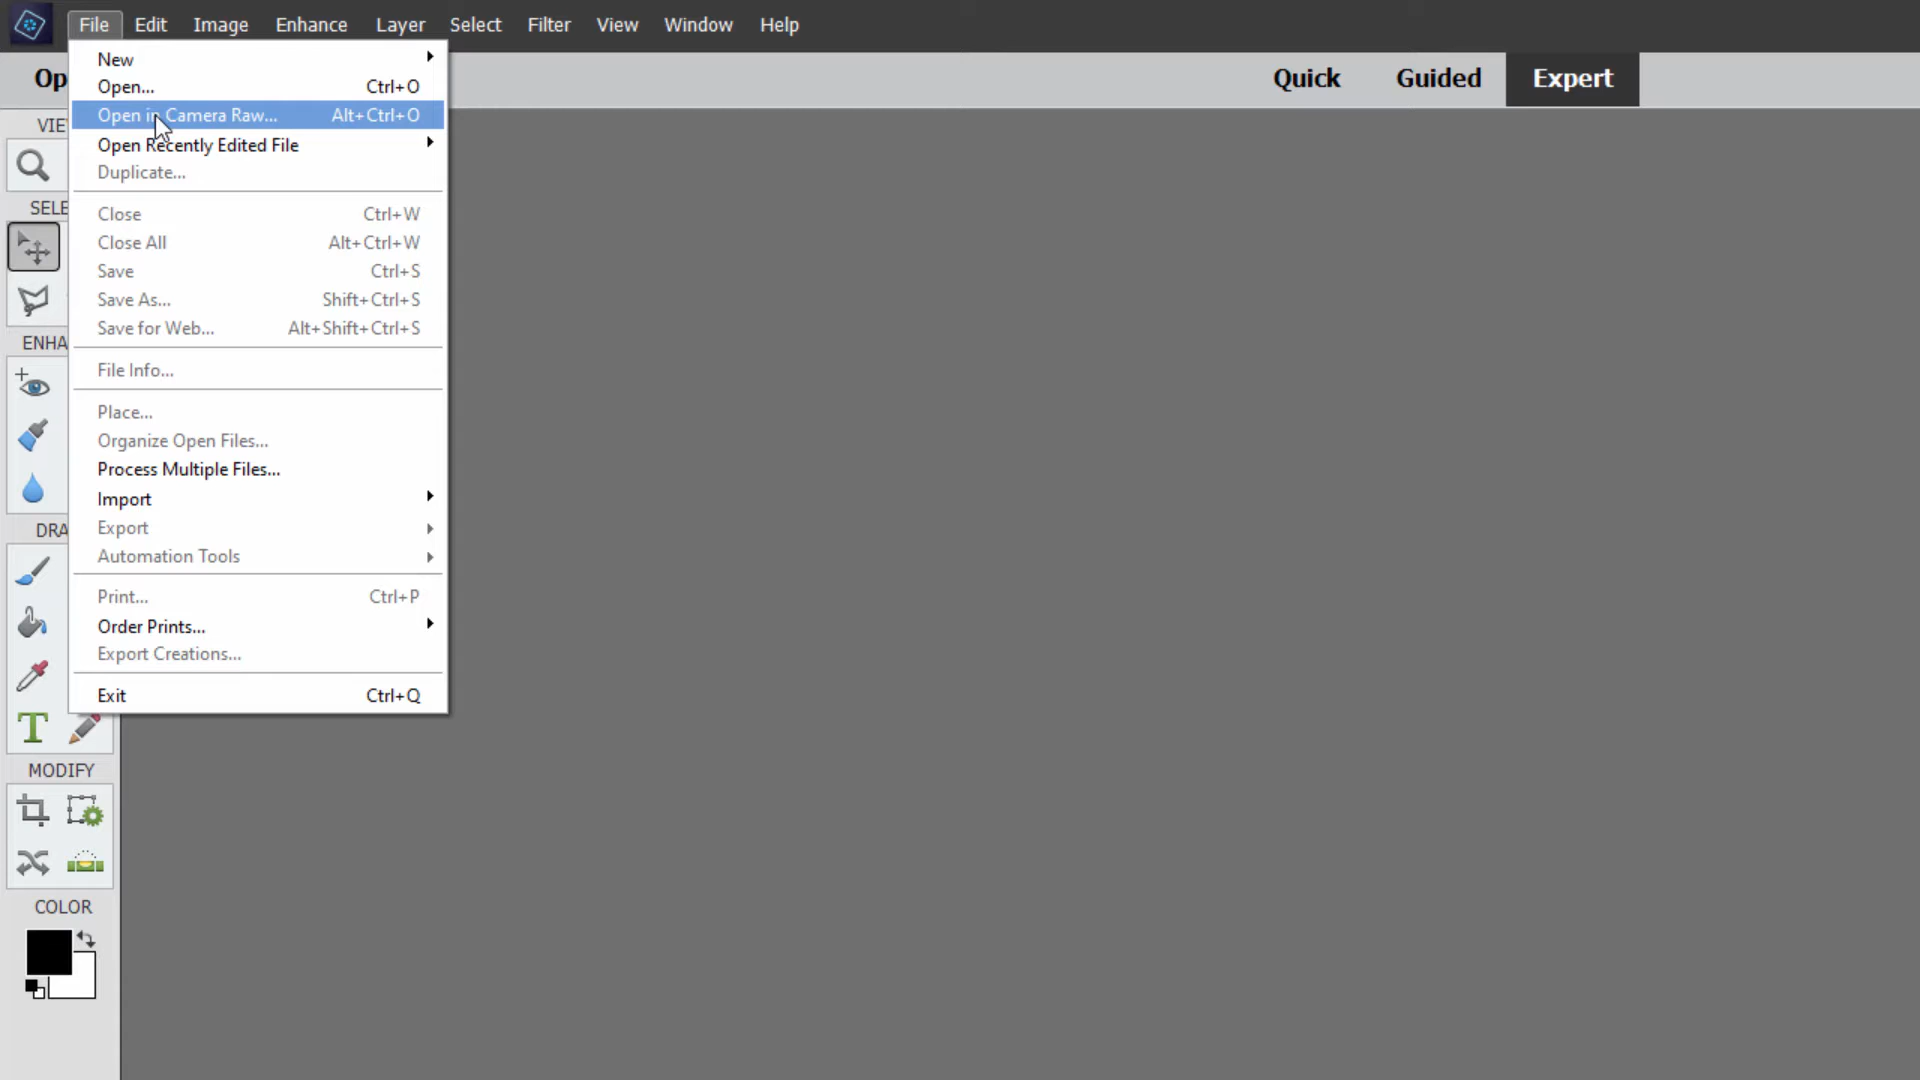 File Edit Image Enhance Layer Select Filter View Window Help
Op Quick Guided Expert
New
Open... Ctrl+O
Open in Camera Raw... Alt+Ctrl+O
Open Recently Edited File
Duplicate...
Close Ctrl+W
Close All Alt+Ctrl+W
Save Ctrl+S
Save As... Shift+Ctrl+S
Save for Web... Alt+Shift+Ctrl+S
File Info...
Place...
Organize Open Files...
Process Multiple Files...
Import
Export
Automation Tools
Print... Ctrl+P
Order Prints...
Export Creations...
Exit Ctrl+Q
VIE
SELE
ENHA
DRA
T
MODIFY
COLOR